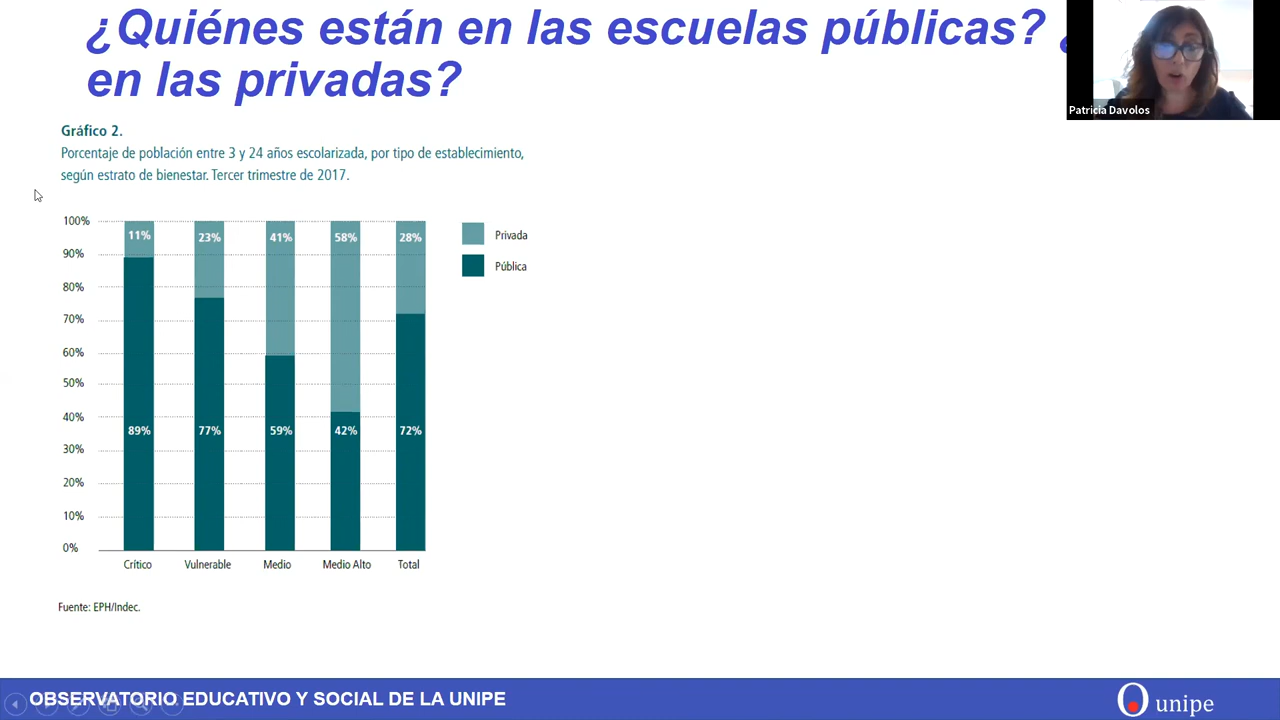 ¿Quiénes están en las escuelas públicas? ¿
en las privadas?
Patricia Davolos
Gráfico 2.
Porcentaje de población entre 3 y 24 años escolarizada, por tipo de establecimiento,
según estrato de bienestar. Tercer trimestre de 2017.
100%
90%
80%
70%
60%
50%
40%
30%
20%
10%
0%
11% 23% 41% 58% 28%
89% 77% 59% 42% 72%
Privada
Pública
Crítico Vulnerable Medio Medio Alto Total
Fuente: EPH/Indec.
OBSERVATORIO EDUCATIVO Y SOCIAL DE LA UNIPE
unipe